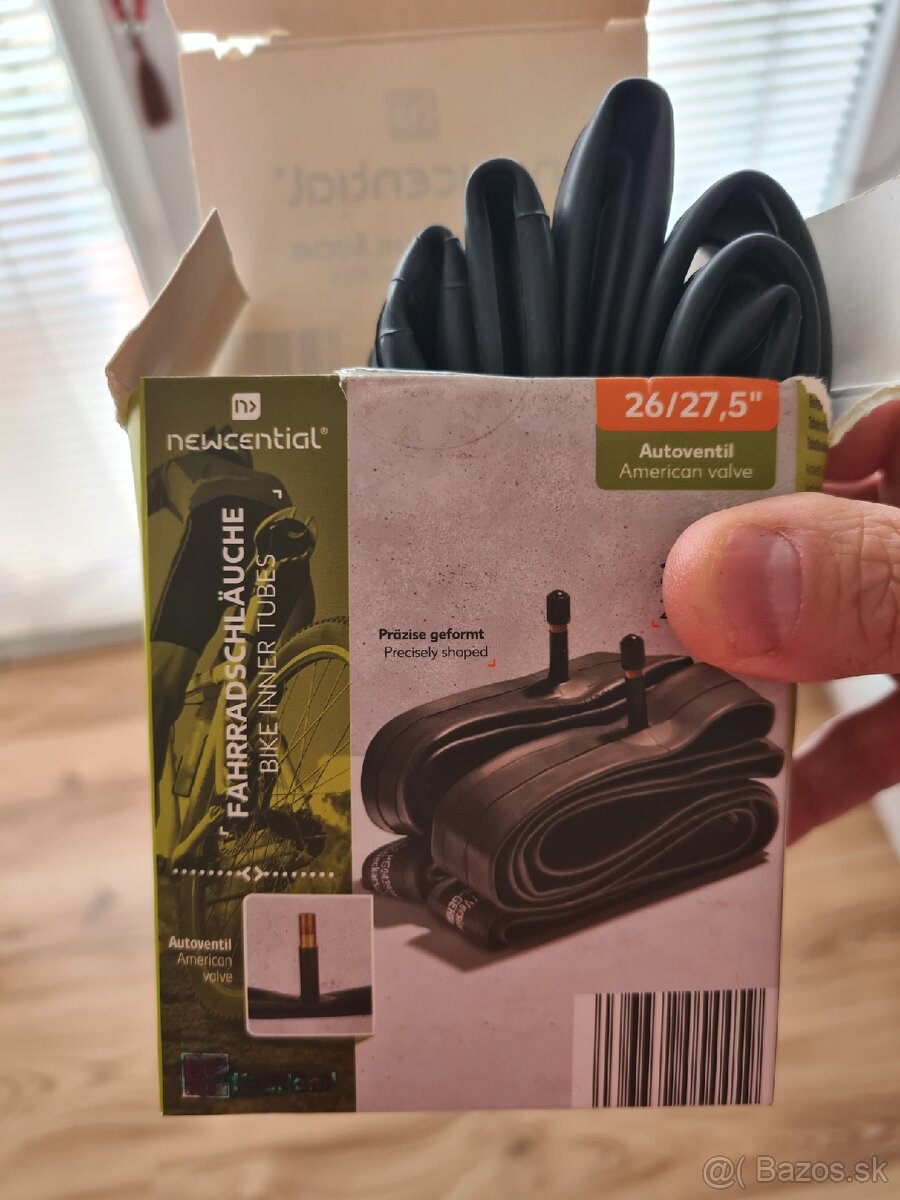 newcential
26/27,5"
Autoventil
American valve
n>
newcential®
FAHRRADSCHLÄUCHE
BIKE INNER TUBES
Präzise geformt
Precisely shaped
Autoventil
American
valve
@( Bazos.sk